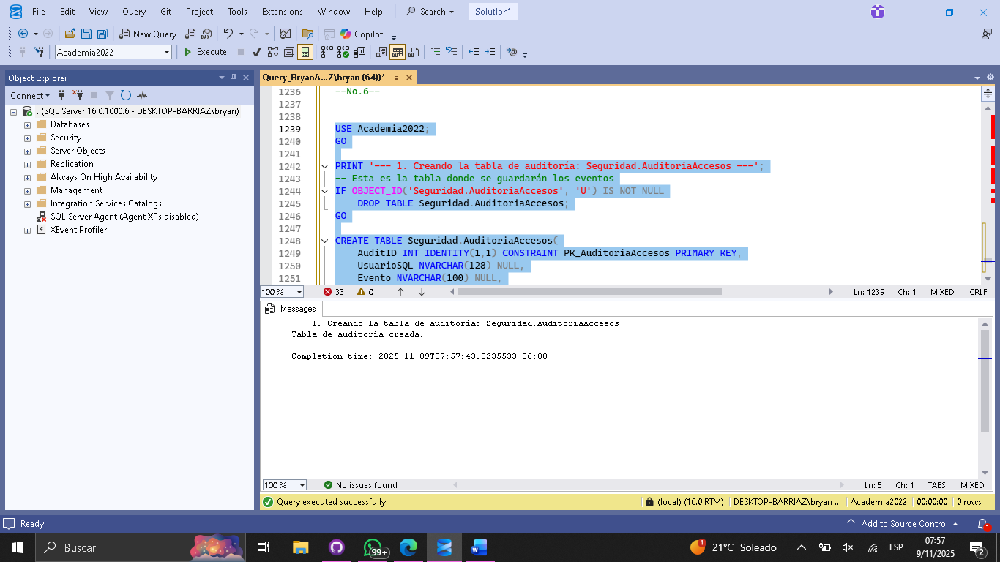 File Edit View Query Git Project Tools Extensions Window Help Search Solution1
New Query DAX Copilot
Academia2022 Execute
Object Explorer
Connect
. (SQL Server 16.0.1000.6 - DESKTOP-BARRIAZ\bryan)
Databases
Security
Server Objects
Replication
Always On High Availability
Management
Integration Services Catalogs
SQL Server Agent (Agent XPs disabled)
XEvent Profiler
Query_BryanA...Z\bryan (64))*
1236 --No.6--
1237
1238
1239 USE Academia2022;
1240 GO
1241
1242 PRINT '--- 1. Creando la tabla de auditoría: Seguridad.AuditoriaAccesos ---';
1243 -- Esta es la tabla donde se guardarán los eventos
1244 IF OBJECT_ID('Seguridad.AuditoriaAccesos', 'U') IS NOT NULL
1245 DROP TABLE Seguridad.AuditoriaAccesos;
1246 GO
1247
1248 CREATE TABLE Seguridad.AuditoriaAccesos(
1249 AuditID INT IDENTITY(1,1) CONSTRAINT PK_AuditoriaAccesos PRIMARY KEY,
1250 UsuarioSQL NVARCHAR(128) NULL,
1251 Evento NVARCHAR(100) NULL,
100 % 33 0 Ln: 1239 Ch: 1 MIXED CRLF
Messages
--- 1. Creando la tabla de auditoría: Seguridad.AuditoriaAccesos ---
Tabla de auditoría creada.
Completion time: 2025-11-09T07:57:43.3235533-06:00
100 % No issues found Ln: 5 Ch: 1 TABS MIXED
Query executed successfully. (local) (16.0 RTM) DESKTOP-BARRIAZ\bryan ... Academia2022 00:00:00 0 rows
Ready Add to Source Control 1
Buscar 99+ 1 21°C Soleado ESP 07:57
9/11/2025 2